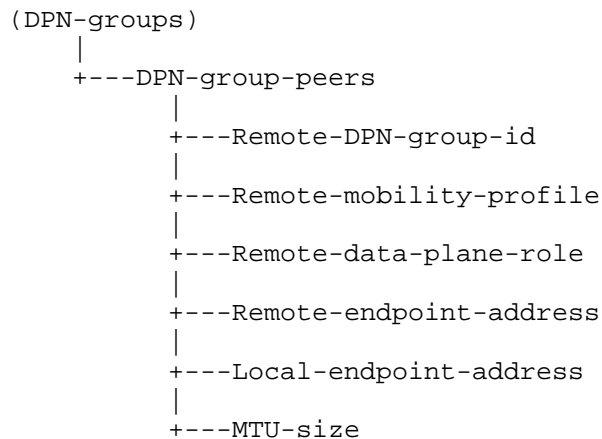 (DPN-groups)
|
+---DPN-group-peers
|
+---Remote-DPN-group-id
|
+---Remote-mobility-profile
|
+---Remote-data-plane-role
|
+---Remote-endpoint-address
|
+---Local-endpoint-address
|
+---MTU-size